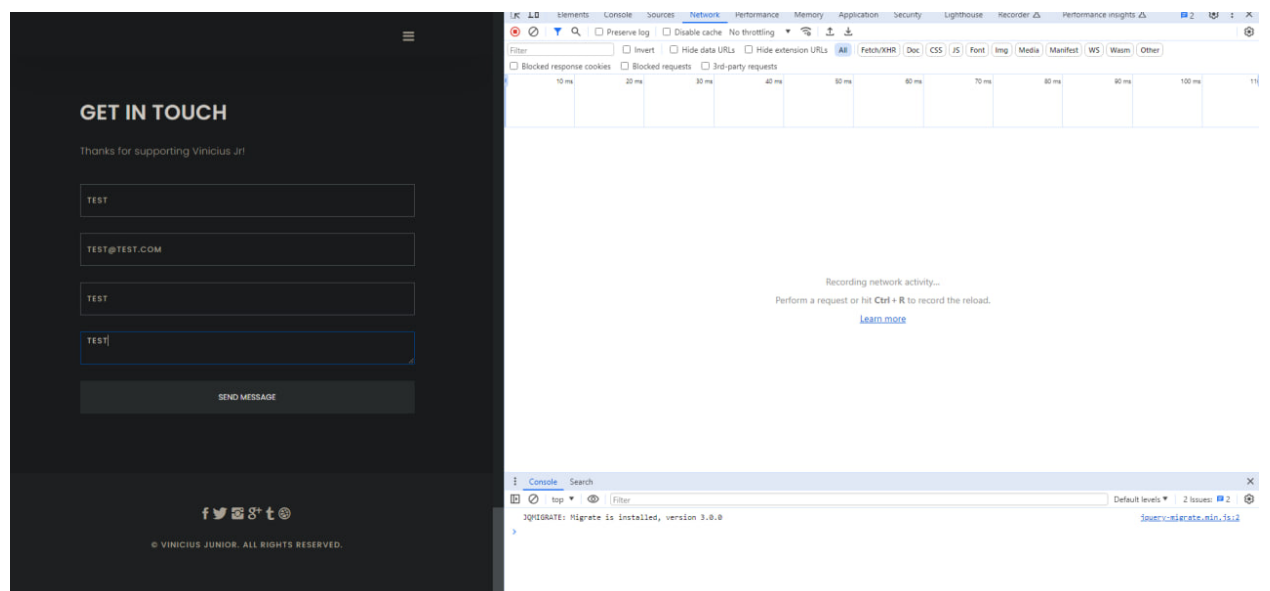 Elements Console Sources Network Performance Memory Application Security Lighthouse Recorder Performance insights 2
Preserve log Disable cache No throttling
Filter Invert Hide data URLs Hide extension URLs All Fetch/XHR Doc CSS JS Font Img Media Manifest WS Wasm Other
Blocked response cookies Blocked requests 3rd-party requests
10 ms 20 ms 30 ms 40 ms 50 ms 60 ms 70 ms 80 ms 90 ms 100 ms 11
GET IN TOUCH
Thanks for supporting Vinicius Jr!
TEST
TEST@TEST.COM
TEST
TEST
SEND MESSAGE
© VINICIUS JUNIOR. ALL RIGHTS RESERVED.
Recording network activity...
Perform a request or hit Ctrl + R to record the reload.
Learn more
Console Search
top Filter Default levels 2 Issues: 2
JQMIGRATE: Migrate is installed, version 3.0.0 jquery-migrate.min.js:2